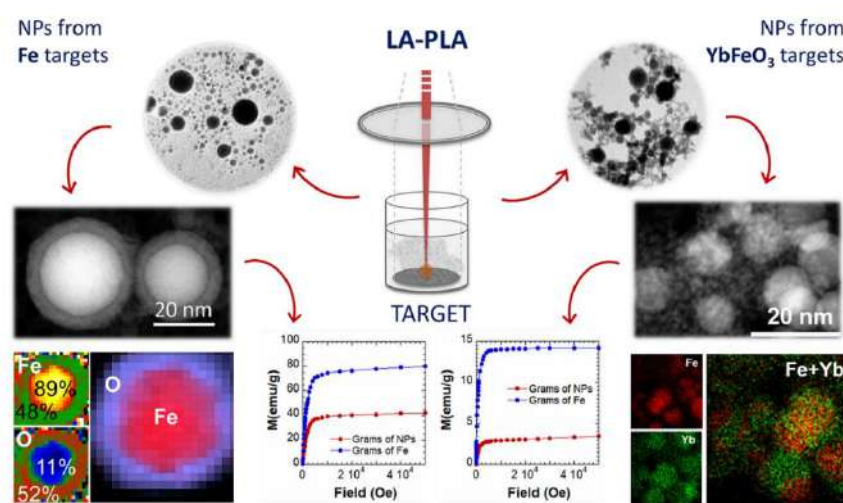 NPs from
Fe targets
LA-PLA
NPs from
YbFeO₃ targets
20 nm
TARGET
20 nm
Fe
89%
48%
O
11%
52%
O
Fe
M(emu/g)
100
80
60
40
20
0
Grams of NPs
Grams of Fe
0 2 10⁴ 4 10⁴
Field (Oe)
M(emu/g)
15
10
5
0
Grams of NPs
Grams of Fe
0 2 10⁴ 4 10⁴
Field (Oe)
Fe
Yb
Fe+Yb